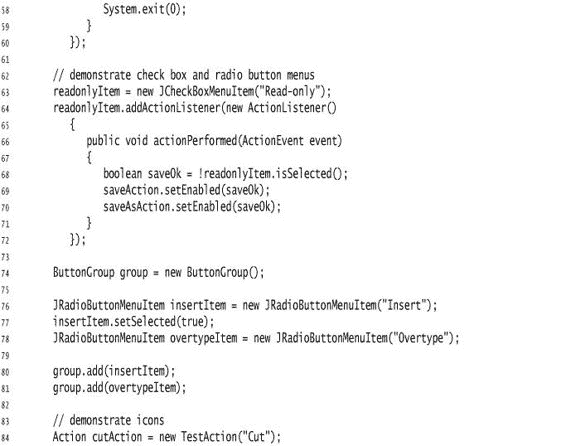 58 System.exit(0);
59 }
60 });
61
62 // demonstrate check box and radio button menus
63 readonlyItem = new JCheckBoxMenuItem("Read-only");
64 readonlyItem.addActionListener(new ActionListener()
65 {
66 public void actionPerformed(ActionEvent event)
67 {
68 boolean saveOk = !readonlyItem.isSelected();
69 saveAction.setEnabled(saveOk);
70 saveAsAction.setEnabled(saveOk);
71 }
72 });
73
74 ButtonGroup group = new ButtonGroup();
75
76 JRadioButtonMenuItem insertItem = new JRadioButtonMenuItem("Insert");
77 insertItem.setSelected(true);
78 JRadioButtonMenuItem overtypeItem = new JRadioButtonMenuItem("Overtype");
79
80 group.add(insertItem);
81 group.add(overtypeItem);
82
83 // demonstrate icons
84 Action cutAction = new TestAction("Cut");